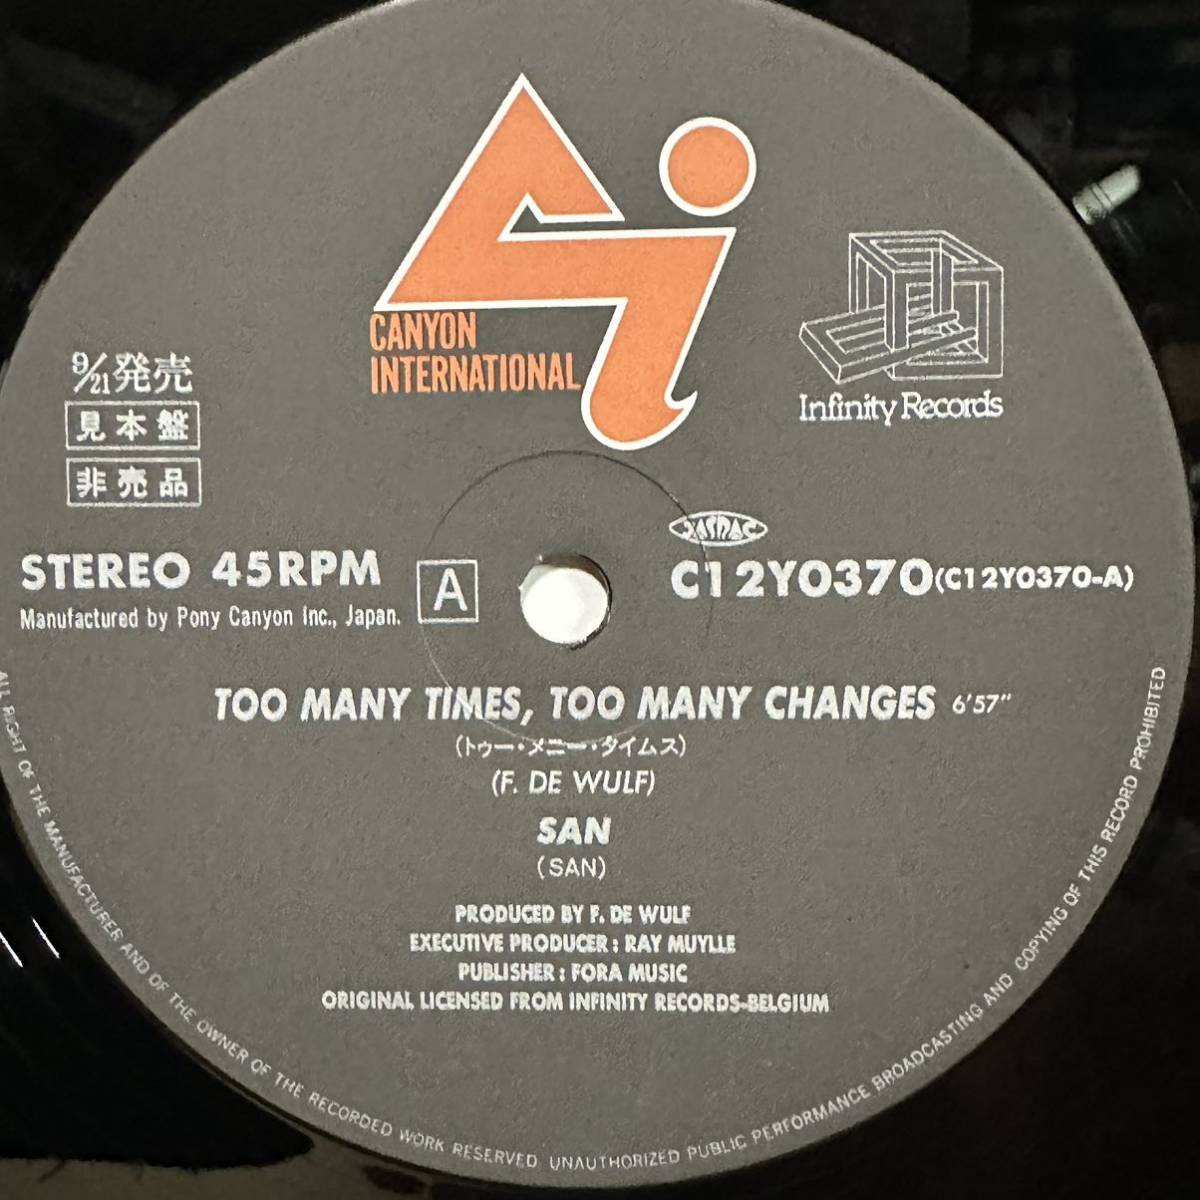 CANYON
INTERNATIONAL
Infinity Records
9/21発売
見本盤
非売品
JASRAC
STEREO 45RPM
Manufactured by Pony Canyon Inc., Japan.
A
C12Y0370(C12Y0370-A)
TOO MANY TIMES, TOO MANY CHANGES 6'57"
(トゥー・メニー・タイムス)
(F. DE WULF)
SAN
(SAN)
PRODUCED BY F. DE WULF
EXECUTIVE PRODUCER : RAY MUYLLE
PUBLISHER : FORA MUSIC
ORIGINAL LICENSED FROM INFINITY RECORDS-BELGIUM
ALL RIGHT OF THE MANUFACTURER AND OF THE OWNER OF THE RECORDED WORK RESERVED UNAUTHORIZED PUBLIC PERFORMANCE BROADCASTING AND COPYING OF THIS RECORD PROHIBITED